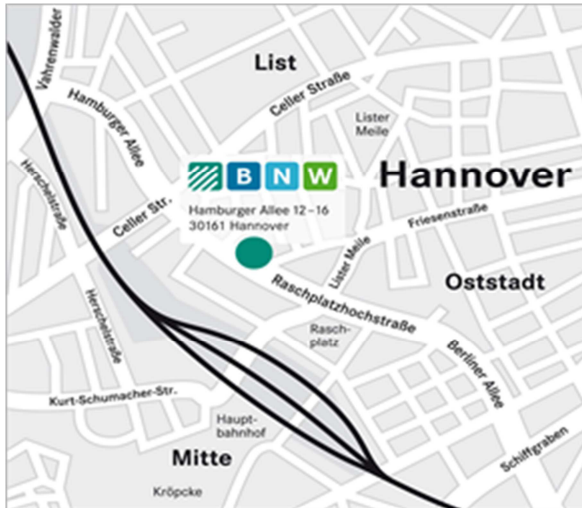 Vahrenwalder
List
Hamburger Allee
Celler Straße
Lister
Meile
BNW
Hannover
Herschelstraße
Celler Str.
Hamburger Allee 12-16
30161 Hannover
Friesenstraße
Lister Meile
Oststadt
Raschplatzhochstraße
Herschelstraße
Rasch-
platz
Berliner Allee
Kurt-Schumacher-Str.
Haupt-
bahnhof
Mitte
Schiffgraben
Kröpcke